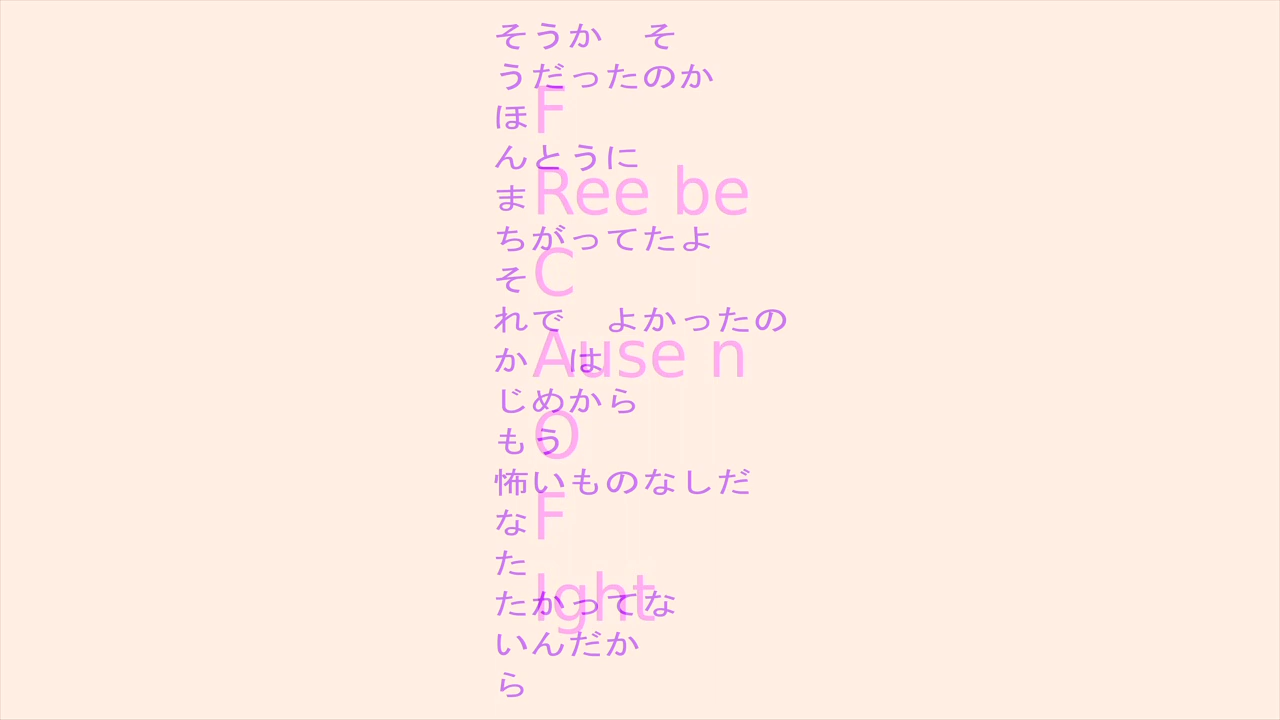 そうか　そ
うだったのか
ほ
F
んとうに
ま
Ree be
ちがってたよ
そ
C
れで　よかったの
か　は
Ause n
じめから
もう
O
怖いものなしだ
な
F
た
たかってな
Ight
いんだか
ら